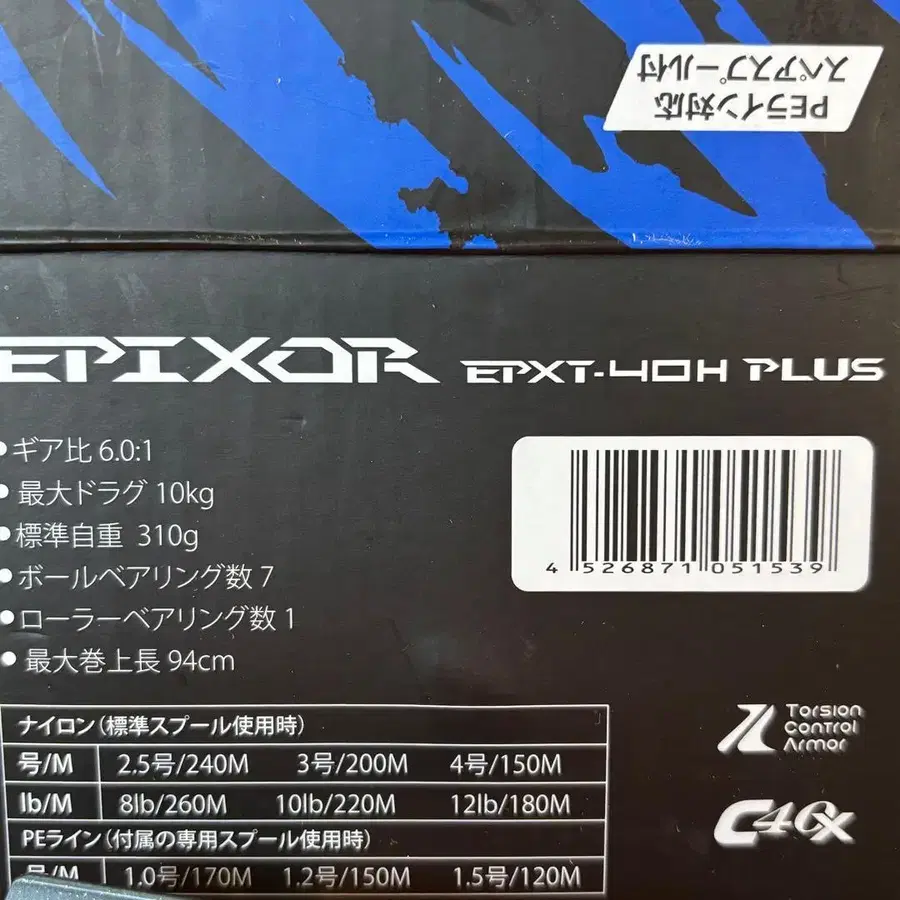 PEライン対応
スペアスプール付
EPIXOR EPXT-40H PLUS
●ギア比 6.0:1
●最大ドラグ 10kg
●標準自重 310g
●ボールベアリング数 7
●ローラーベアリング数 1
●最大巻上長 94cm
4 526871 051539
ナイロン（標準スプール使用時）
号/M 2.5号/240M 3号/200M 4号/150M
lb/M 8lb/260M 10lb/220M 12lb/180M
PEライン（付属の専用スプール使用時）
号/M 1.0号/170M 1.2号/150M 1.5号/120M
Torsion
Control
Armor
C40X